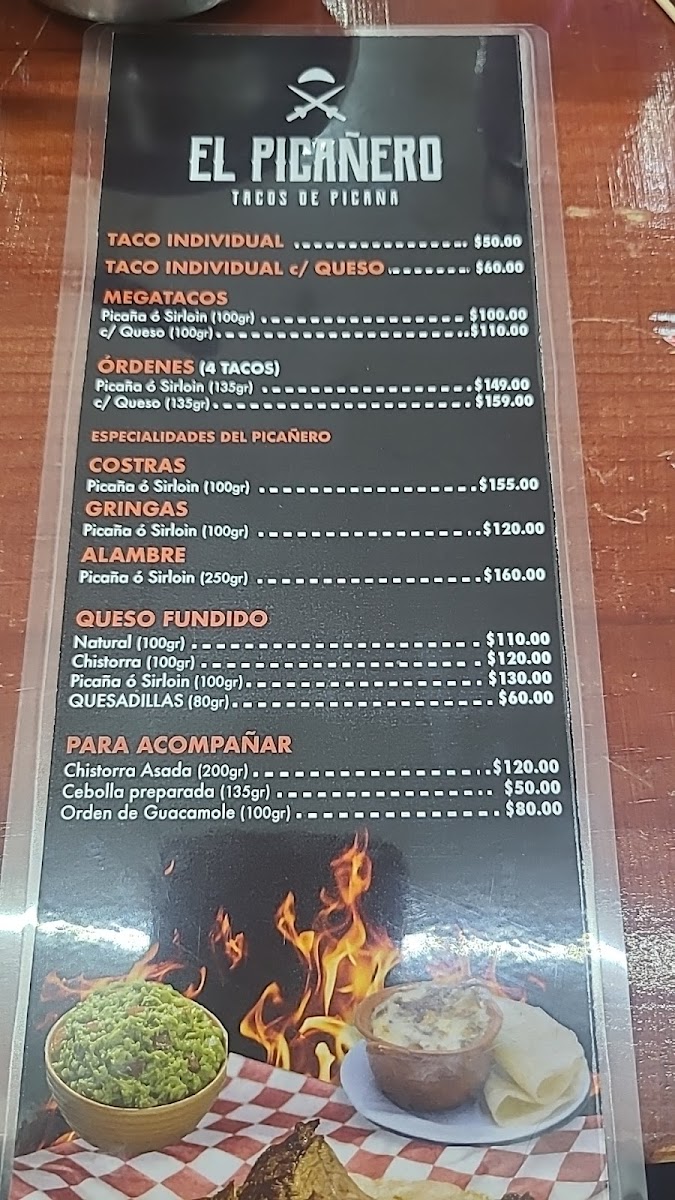 EL PICAÑERO
TACOS DE PICAÑA
TACO INDIVIDUAL $50.00
TACO INDIVIDUAL c/ QUESO $60.00
MEGATACOS
Picaña ó Sirloin (100gr) $100.00
c/ Queso (100gr) $110.00
ÓRDENES (4 TACOS)
Picaña ó Sirloin (135gr) $149.00
c/ Queso (135gr) $159.00
ESPECIALIDADES DEL PICAÑERO
COSTRAS
Picaña ó Sirloin (100gr) $155.00
GRINGAS
Picaña ó Sirloin (100gr) $120.00
ALAMBRE
Picaña ó Sirloin (250gr) $160.00
QUESO FUNDIDO
Natural (100gr) $110.00
Chistorra (100gr) $120.00
Picaña ó Sirloin (100gr) $130.00
QUESADILLAS (80gr) $60.00
PARA ACOMPAÑAR
Chistorra Asada (200gr) $120.00
Cebolla preparada (135gr) $50.00
Orden de Guacamole (100gr) $80.00